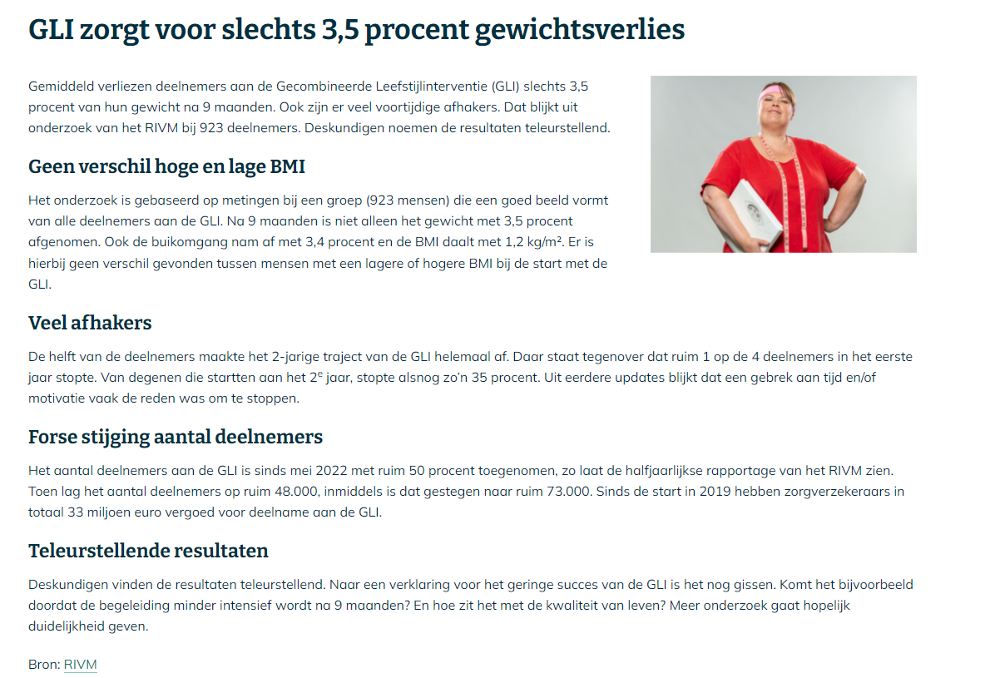 GLI zorgt voor slechts 3,5 procent gewichtsverlies
Gemiddeld verliezen deelnemers aan de Gecombineerde Leefstijlinterventie (GLI) slechts 3,5
procent van hun gewicht na 9 maanden. Ook zijn er veel voortijdige afhakers. Dat blijkt uit
onderzoek van het RIVM bij 923 deelnemers. Deskundigen noemen de resultaten teleurstellend.
Geen verschil hoge en lage BMI
Het onderzoek is gebaseerd op metingen bij een groep (923 mensen) die een goed beeld vormt
van alle deelnemers aan de GLI. Na 9 maanden is niet alleen het gewicht met 3,5 procent
afgenomen. Ook de buikomgang nam af met 3,4 procent en de BMI daalt met 1,2 kg/m². Er is
hierbij geen verschil gevonden tussen mensen met een lagere of hogere BMI bij de start met de
GLI.
Veel afhakers
De helft van de deelnemers maakte het 2-jarige traject van de GLI helemaal af. Daar staat tegenover dat ruim 1 op de 4 deelnemers in het eerste
jaar stopte. Van degenen die startten aan het 2e jaar, stopte alsnog zo’n 35 procent. Uit eerdere updates blijkt dat een gebrek aan tijd en/of
motivatie vaak de reden was om te stoppen.
Forse stijging aantal deelnemers
Het aantal deelnemers aan de GLI is sinds mei 2022 met ruim 50 procent toegenomen, zo laat de halfjaarlijkse rapportage van het RIVM zien.
Toen lag het aantal deelnemers op ruim 48.000, inmiddels is dat gestegen naar ruim 73.000. Sinds de start in 2019 hebben zorgverzekeraars in
totaal 33 miljoen euro vergoed voor deelname aan de GLI.
Teleurstellende resultaten
Deskundigen vinden de resultaten teleurstellend. Naar een verklaring voor het geringe succes van de GLI is het nog gissen. Komt het bijvoorbeeld
doordat de begeleiding minder intensief wordt na 9 maanden? En hoe zit het met de kwaliteit van leven? Meer onderzoek gaat hopelijk
duidelijkheid geven.
Bron: RIVM